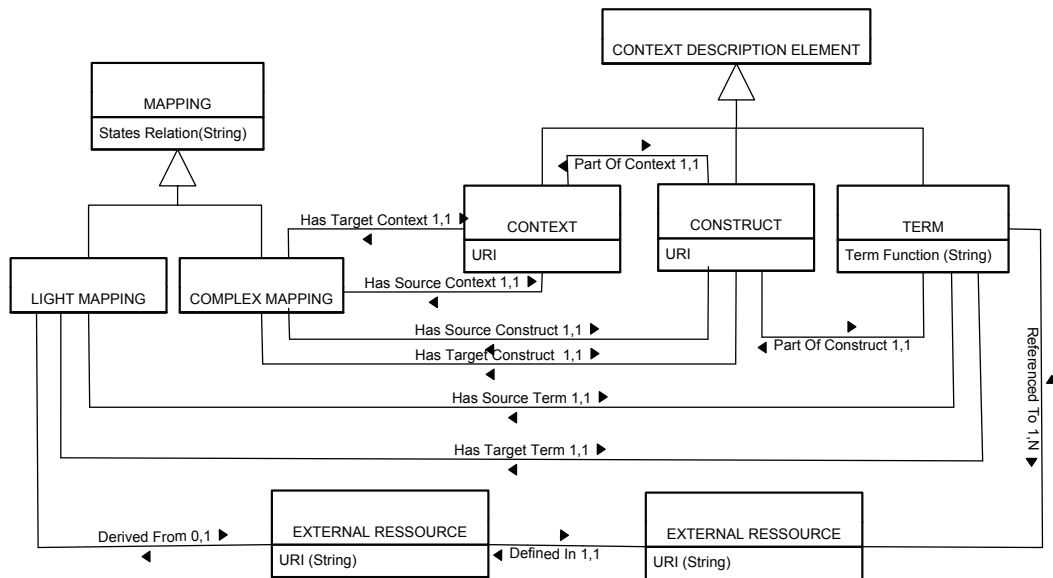 CONTEXT DESCRIPTION ELEMENT
MAPPING
States Relation(String)
Part Of Context 1,1
Has Target Context 1,1
CONTEXT
URI
CONSTRUCT
URI
TERM
Term Function (String)
LIGHT MAPPING
COMPLEX MAPPING
Has Source Context 1,1
Has Source Construct 1,1
Has Target Construct 1,1
Part Of Construct 1,1
Referenced To 1,N
Has Source Term 1,1
Has Target Term 1,1
Derived From 0,1
EXTERNAL RESSOURCE
URI (String)
Defined In 1,1
EXTERNAL RESSOURCE
URI (String)